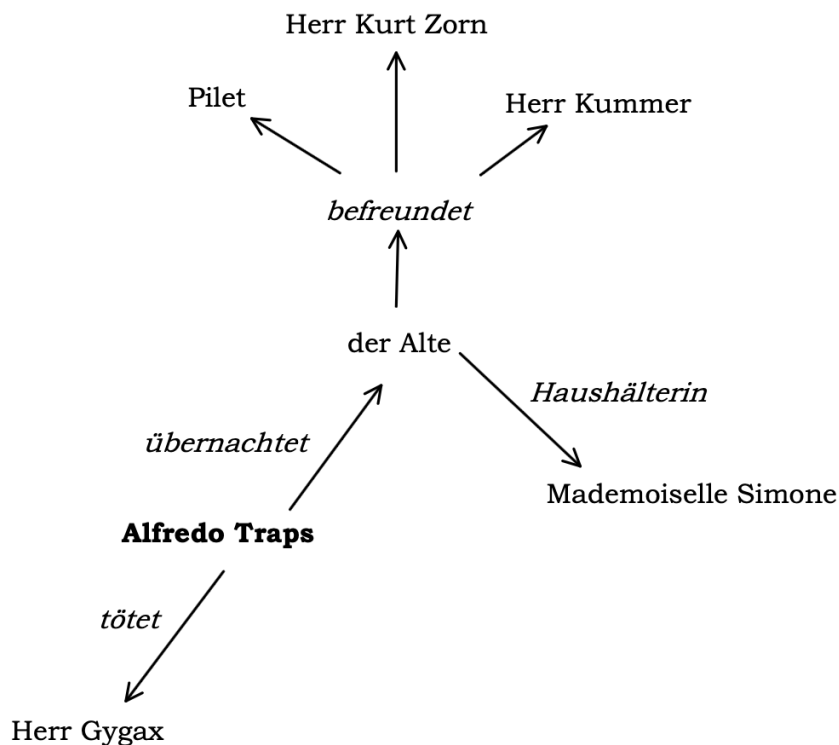 Herr Kurt Zorn
Pilet
Herr Kummer
befreundet
der Alte
Haushälterin
übernachtet
Mademoiselle Simone
Alfredo Traps
tötet
Herr Gygax